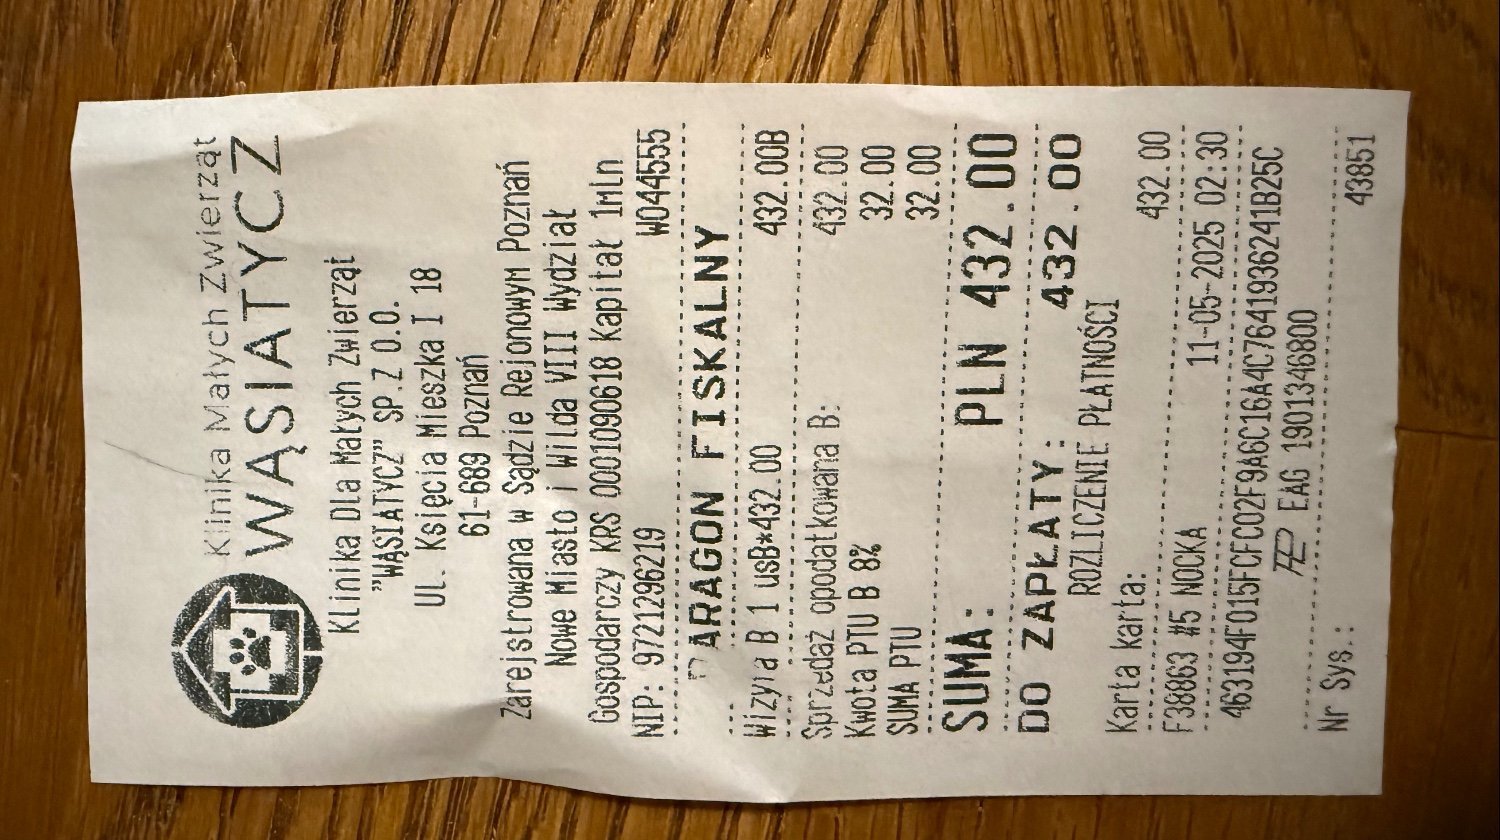 Klinika Małych Zwierząt
WĄSIATYCZ
Klinika Dla Małych Zwierząt
"WĄSIATYCZ" SP.Z O.O.
Ul. Księcia Mieszka I 18
61-689 Poznań
Zarejestrowana w Sądzie Rejonowym Poznań
Nowe Miasto i Wilda VIII Wydział
Gospodarczy KRS 0001090618 Kapitał 1mln
NIP: 9721296219 W044555
PARAGON FISKALNY
Wizyta B 1 usB*432.00 432.00B
Sprzedaż opodatkowana B: 432.00
Kwota PTU B 8% 32.00
SUMA PTU 32.00
SUMA: PLN 432.00
DO ZAPŁATY: 432.00
ROZLICZENIE PŁATNOŚCI
Karta karta: 432.00
F38863 #5 NOCKA 11-05-2025 02:30
463194F015FCFC02F9A6C16A4C7641936241B25C
EAG 1901346800
Nr Sys.: 43851